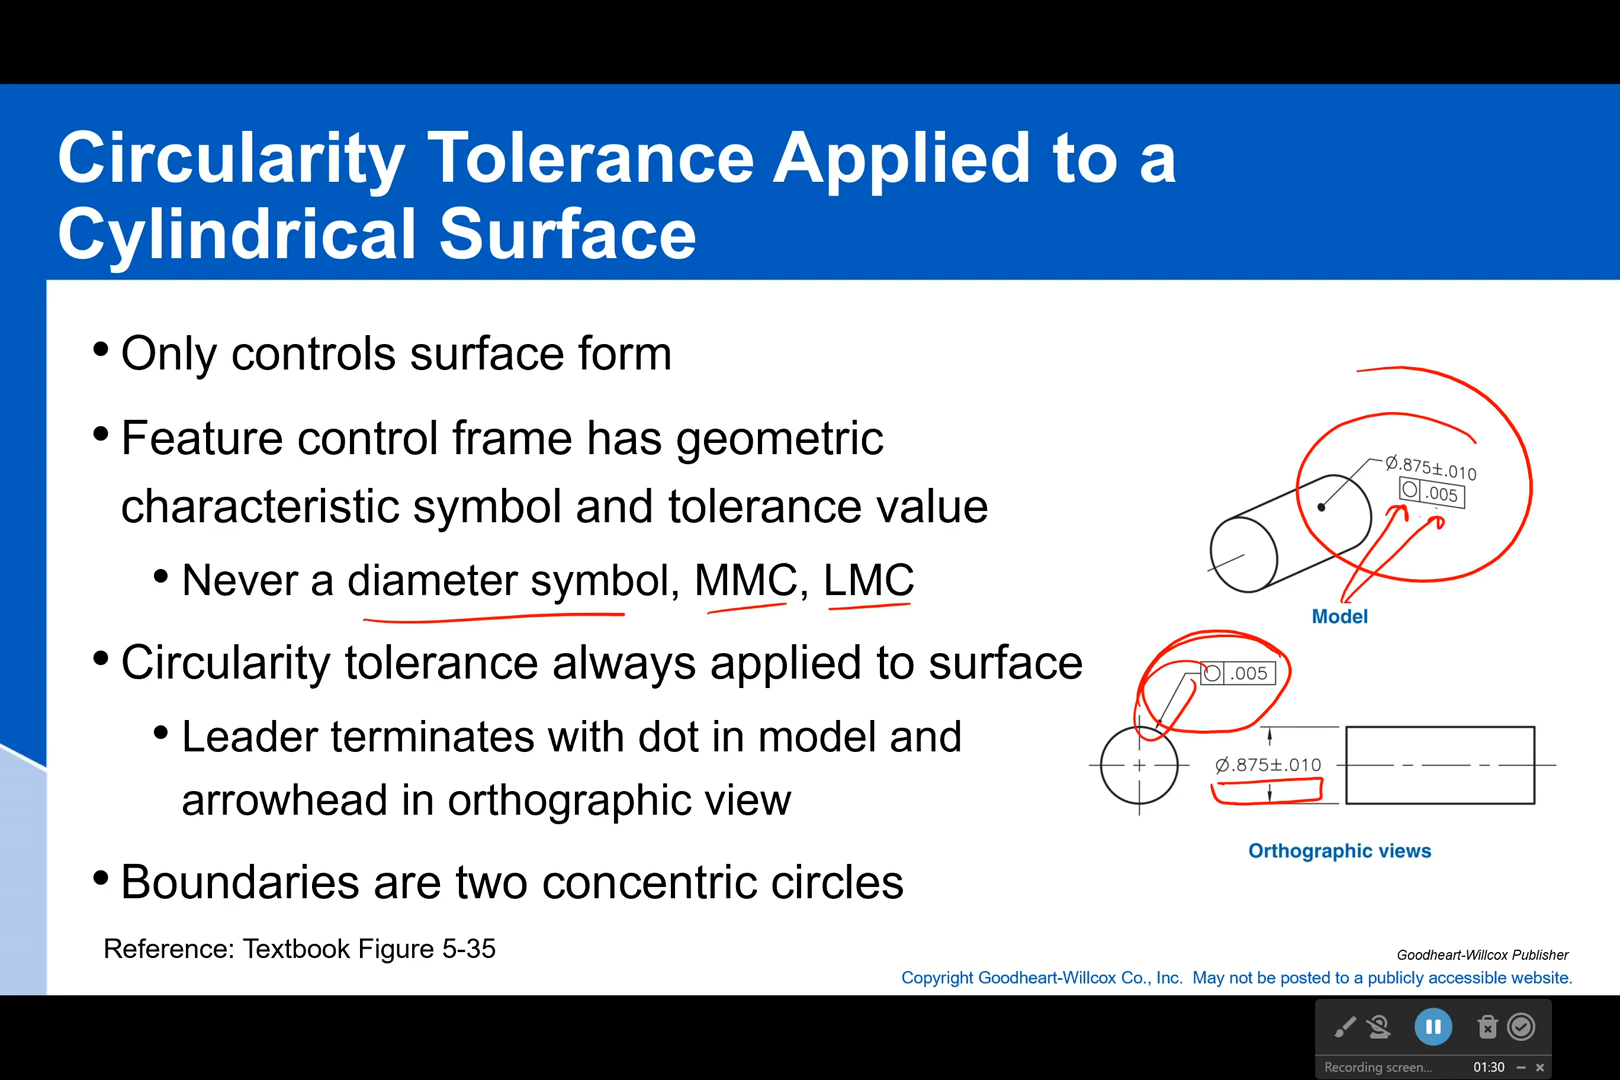 Circularity Tolerance Applied to a
Cylindrical Surface
• Only controls surface form
• Feature control frame has geometric
characteristic symbol and tolerance value
• Never a diameter symbol, MMC, LMC
• Circularity tolerance always applied to surface
• Leader terminates with dot in model and
arrowhead in orthographic view
• Boundaries are two concentric circles
Reference: Textbook Figure 5-35
Ø.875±.010
○ .005
Model
○ .005
Ø.875±.010
Orthographic views
Goodheart-Willcox Publisher
Copyright Goodheart-Willcox Co., Inc. May not be posted to a publicly accessible website.
Recording screen... 01:30